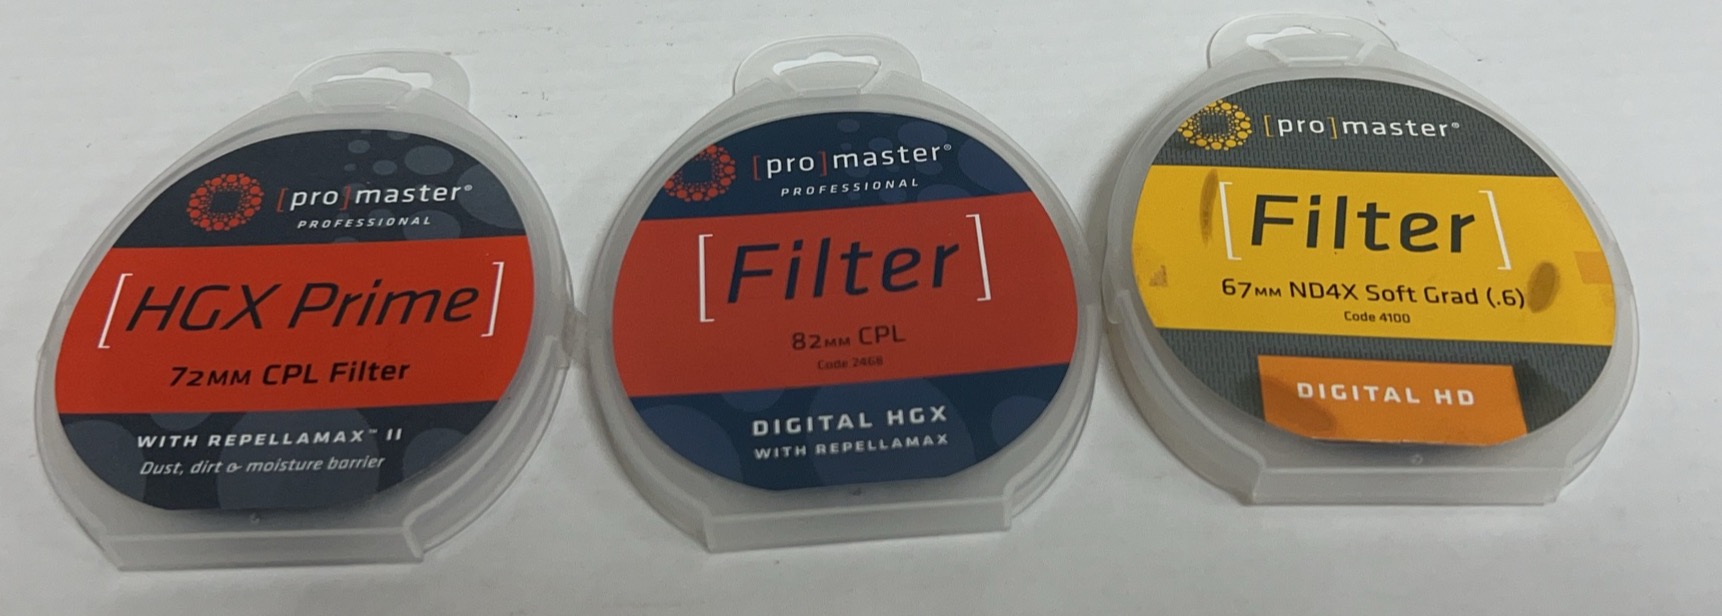 [pro]master®
PROFESSIONAL
[HGX Prime]
72MM CPL Filter
WITH REPELLAMAX™ II
Dust, dirt & moisture barrier
[pro]master®
PROFESSIONAL
[Filter]
82MM CPL
Code 2468
DIGITAL HGX
WITH REPELLAMAX
[pro]master®
[Filter]
67MM ND4X Soft Grad (.6)
Code 4100
DIGITAL HD